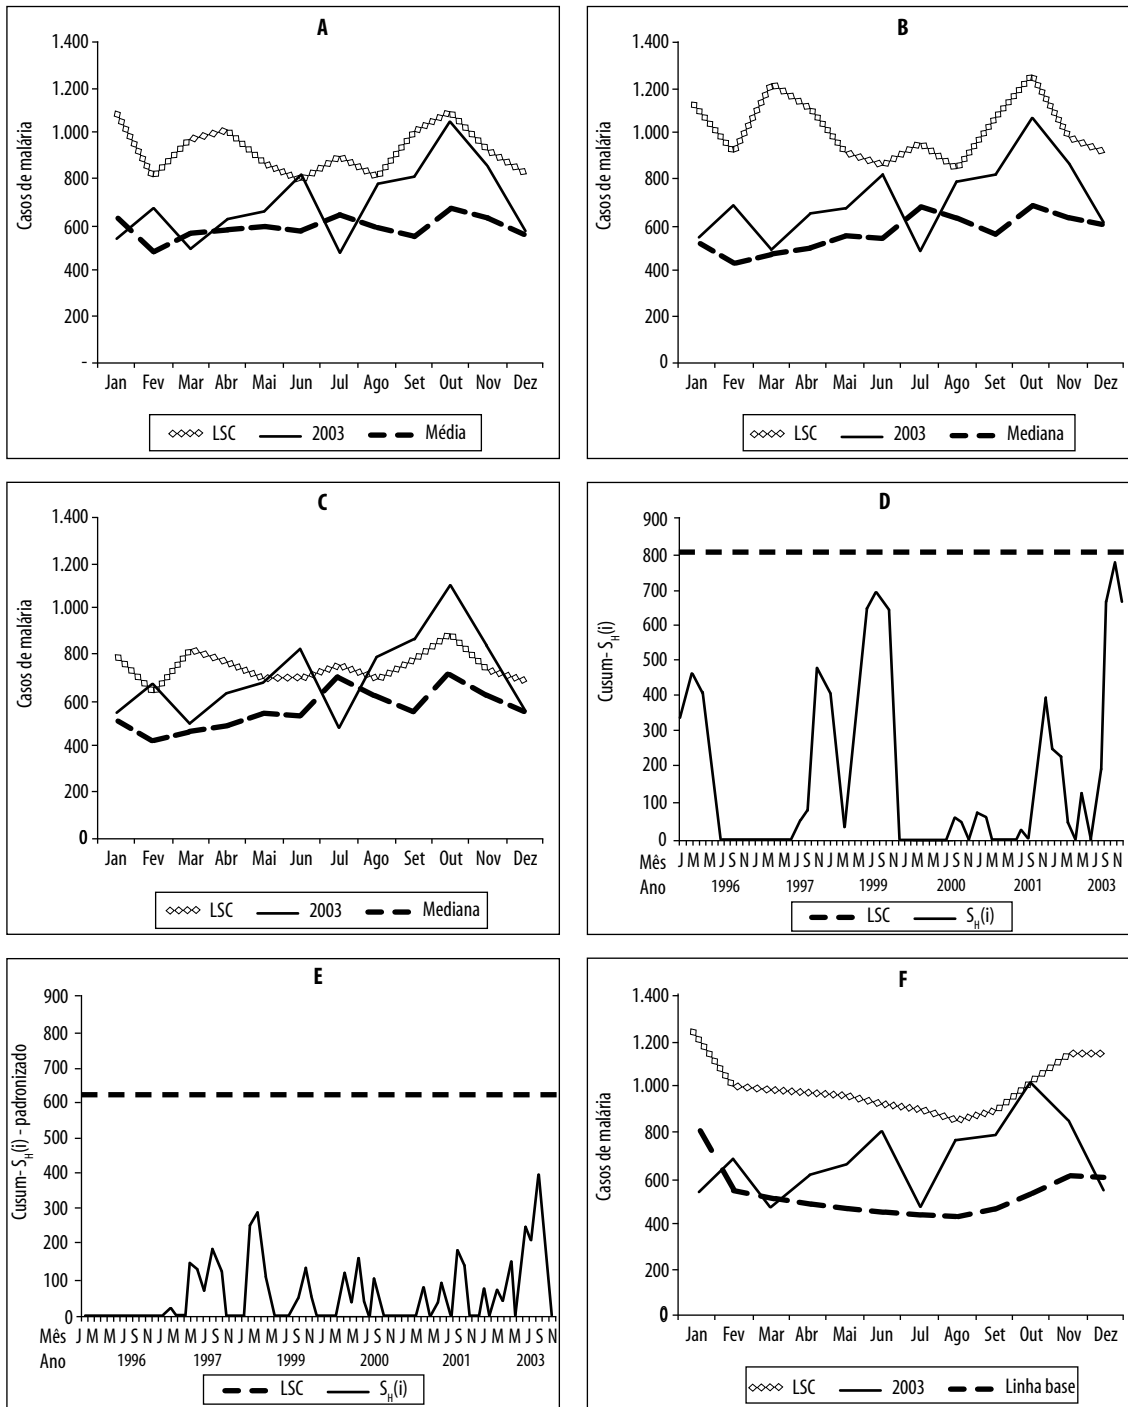 A
Casos de malária
1.400
1.200
1.000
800
600
400
200
-
Jan Fev Mar Abr Mai Jun Jul Ago Set Out Nov Dez
LSC 2003 Média
B
Casos de malária
1.400
1.200
1.000
800
600
400
200
0
Jan Fev Mar Abr Mai Jun Jul Ago Set Out Nov Dez
LSC 2003 Mediana
C
Casos de malária
1.400
1.200
1.000
800
600
400
200
0
Jan Fev Mar Abr Mai Jun Jul Ago Set Out Nov Dez
LSC 2003 Mediana
D
Cusum- S_H(i)
900
800
700
600
500
400
300
200
100
0
Mês J M M J S N J M M J S N J M M J S N J M M J S N J M M J S N J M M J S N
Ano 1996 1997 1999 2000 2001 2003
LSC S_H(i)
E
Cusum- S_H(i) - padronizado
900
800
700
600
500
400
300
200
100
0
Mês J M M J S N J M M J S N J M M J S N J M M J S N J M M J S N J M M J S N
Ano 1996 1997 1999 2000 2001 2003
LSC S_H(i)
F
Casos de malária
1.400
1.200
1.000
800
600
400
200
0
Jan Fev Mar Abr Mai Jun Jul Ago Set Out Nov Dez
LSC 2003 Linha base